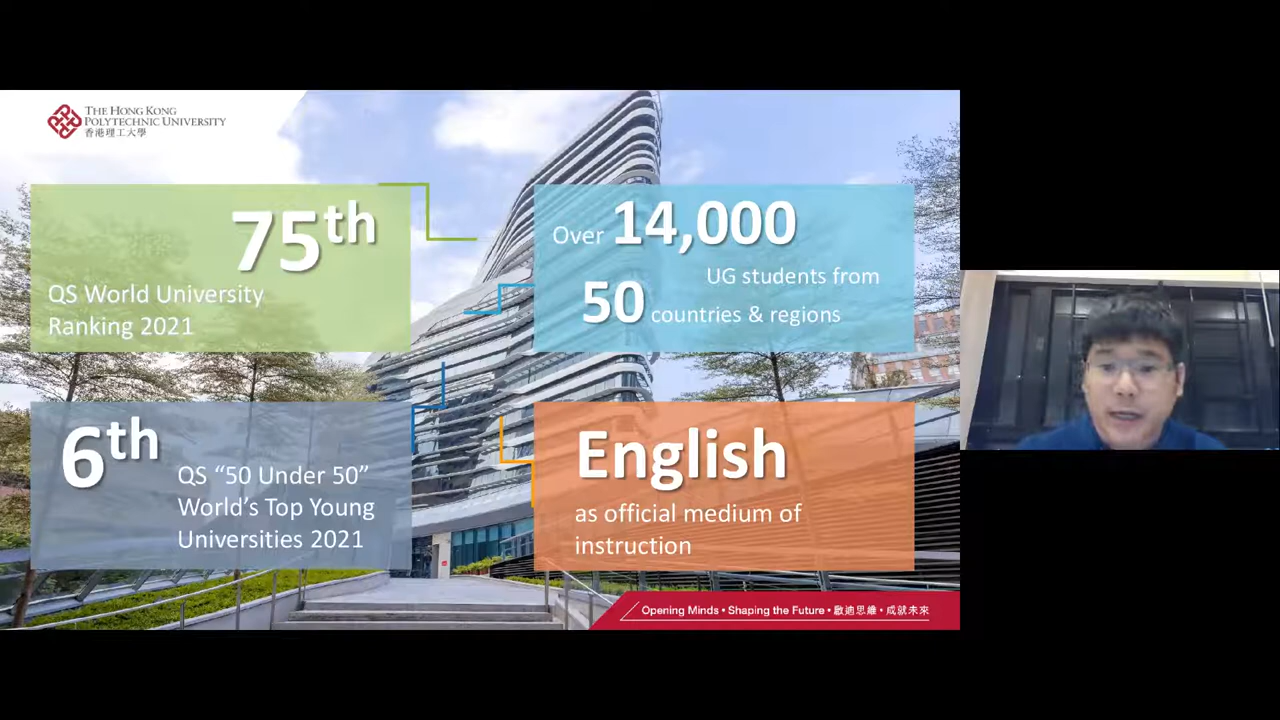 THE HONG KONG
POLYTECHNIC UNIVERSITY
香港理工大學
75th
QS World University
Ranking 2021
Over 14,000
UG students from
50 countries & regions
6th
QS “50 Under 50”
World’s Top Young
Universities 2021
English
as official medium of
instruction
Opening Minds • Shaping the Future • 啟迪思維 • 成就未來